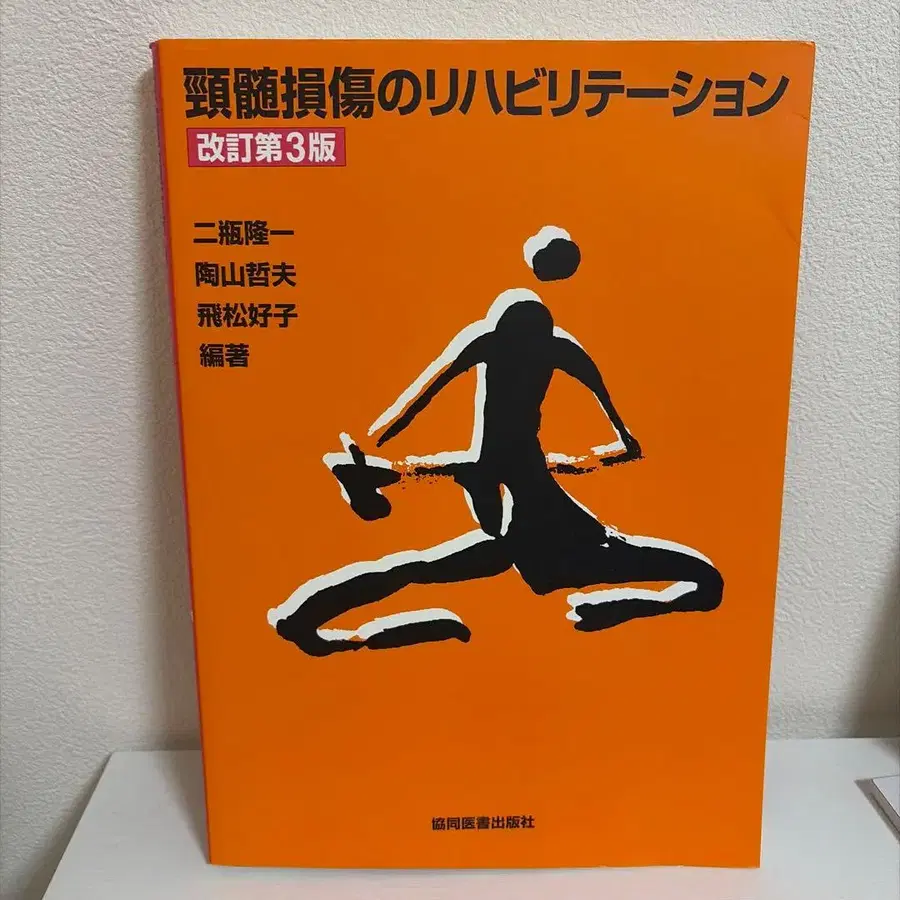 頸髄損傷のリハビリテーション
改訂第3版
二瓶隆一
陶山哲夫
飛松好子
編著
協同医書出版社